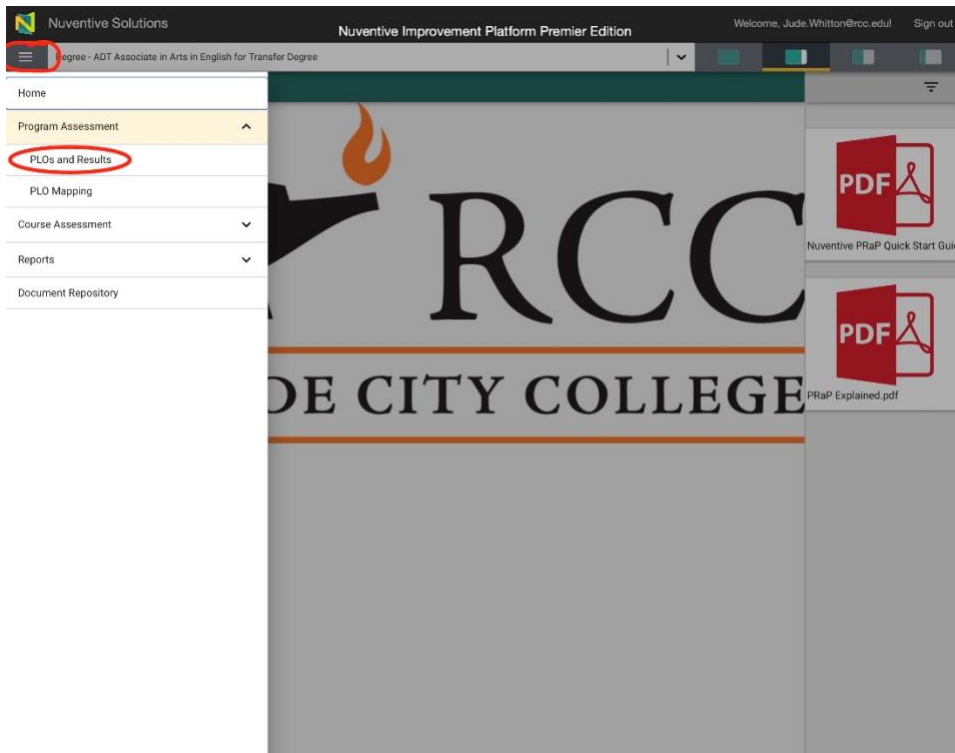 Nuventive Solutions
Nuventive Improvement Platform Premier Edition
Welcome, Jude.Whitton@rcc.edu!
Sign out
Degree - ADT Associate in Arts in English for Transfer Degree
Home
Program Assessment
PLOs and Results
PLO Mapping
Course Assessment
Reports
Document Repository
RCC
DE CITY COLLEGE
PDF
Nuventive PRaP Quick Start Gui
PDF
PRaP Explained.pdf